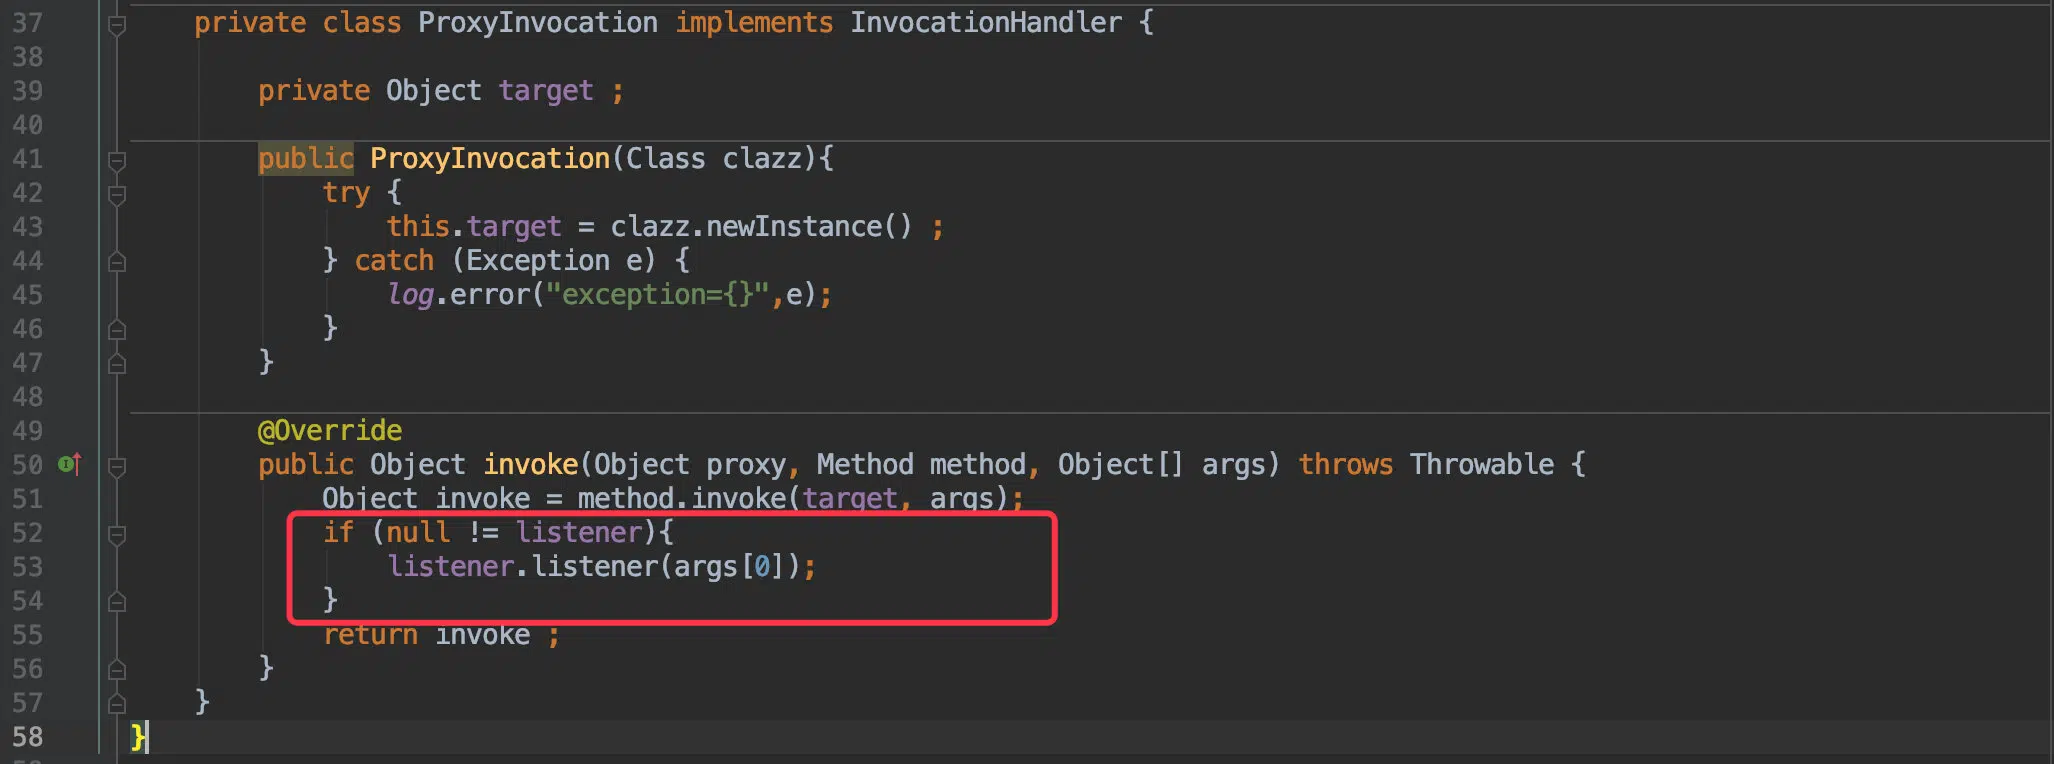 37 private class ProxyInvocation implements InvocationHandler {
38
39 private Object target ;
40
41 public ProxyInvocation(Class clazz){
42 try {
43 this.target = clazz.newInstance() ;
44 } catch (Exception e) {
45 log.error("exception={}",e);
46 }
47 }
48
49 @Override
50 public Object invoke(Object proxy, Method method, Object[] args) throws Throwable {
51 Object invoke = method.invoke(target, args);
52 if (null != listener){
53 listener.listener(args[0]);
54 }
55 return invoke ;
56 }
57 }
58 }